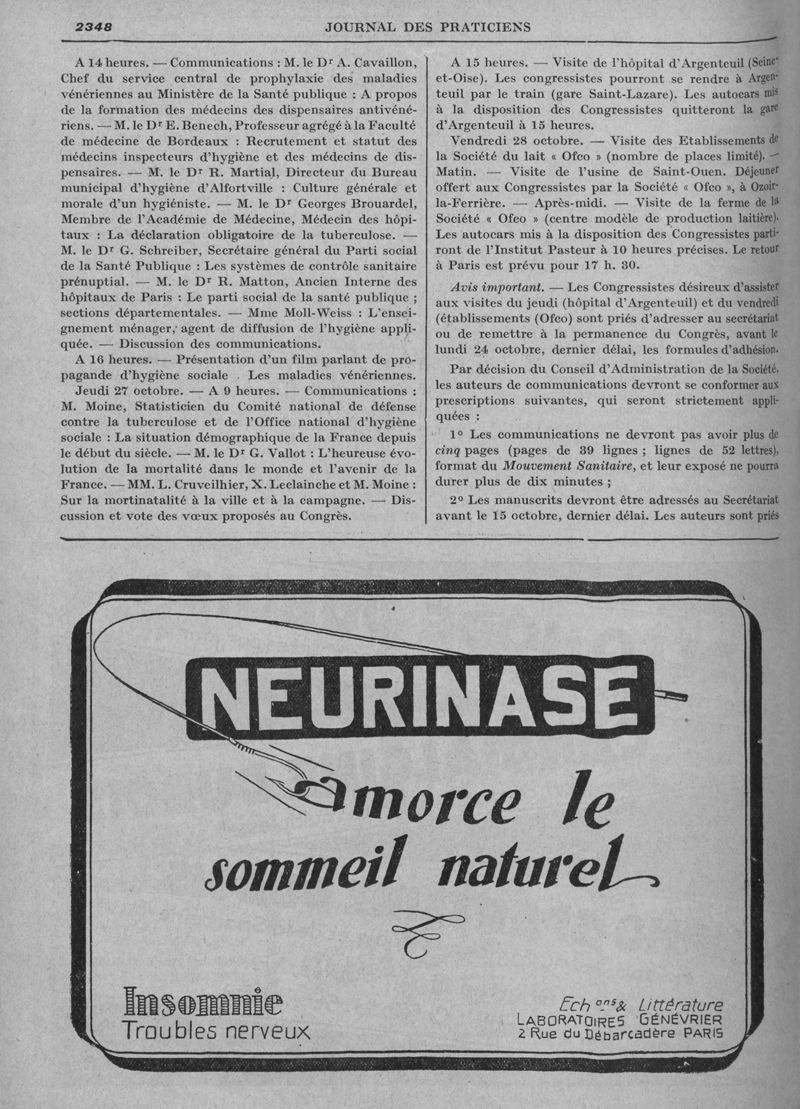 2348
JOURNAL DES PRATICIENS
A 14 heures. — Communications : M. le Dr A. Cavaillon,
Chef du service central de prophylaxie des maladies
vénériennes au Ministère de la Santé publique : A propos
de la formation des médecins des dispensaires antivéné-
riens. — M. le Dr E. Benech, Professeur agrégé à la Faculté
de médecine de Bordeaux : Recrutement et statut des
médecins inspecteurs d'hygiène et des médecins de dis-
pensaires. — M. le Dr R. Martial, Directeur du Bureau
municipal d'hygiène d'Alfortville : Culture générale et
morale d'un hygiéniste. — M. le Dr Georges Brouardel,
Membre de l'Académie de Médecine, Médecin des hôpi-
taux : La déclaration obligatoire de la tuberculose. —
M. le Dr G. Schreiber, Secrétaire général du Parti social
de la Santé Publique : Les systèmes de contrôle sanitaire
prénuptial. — M. le Dr R. Matton, Ancien Interne des
hôpitaux de Paris : Le parti social de la santé publique ;
sections départementales. — Mme Moll-Weiss : L'ensei-
gnement ménager, agent de diffusion de l'hygiène appli-
quée. — Discussion des communications.
A 16 heures. — Présentation d'un film parlant de pro-
pagande d'hygiène sociale . Les maladies vénériennes.
Jeudi 27 octobre. — A 9 heures. — Communications :
M. Moine, Statisticien du Comité national de défense
contre la tuberculose et de l'Office national d'hygiène
sociale : La situation démographique de la France depuis
le début du siècle. — M. le Dr G. Vallot : L'heureuse évo-
lution de la mortalité dans le monde et l'avenir de la
France. — MM. L. Cruveilhier, X. Leclainche et M. Moine :
Sur la mortinatalité à la ville et à la campagne. — Dis-
cussion et vote des vœux proposés au Congrès.
A 15 heures. — Visite de l'hôpital d'Argenteuil (Seine-
et-Oise). Les congressistes pourront se rendre à Argen-
teuil par le train (gare Saint-Lazare). Les autocars mis
à la disposition des Congressistes quitteront la gare
d'Argenteuil à 15 heures.
Vendredi 28 octobre. — Visite des Etablissements de
la Société du lait « Ofco » (nombre de places limité). —
Matin. — Visite de l'usine de Saint-Ouen. Déjeuner
offert aux Congressistes par la Société « Ofco », à Ozoir-
la-Ferrière. — Après-midi. — Visite de la ferme de la
Société « Ofco » (centre modèle de production laitière).
Les autocars mis à la disposition des Congressistes parti-
ront de l'Institut Pasteur à 10 heures précises. Le retour
à Paris est prévu pour 17 h. 30.
Avis important. — Les Congressistes désireux d'assister
aux visites du jeudi (hôpital d'Argenteuil) et du vendredi
(établissements (Ofco) sont priés d'adresser au secrétariat
ou de remettre à la permanence du Congrès, avant le
lundi 24 octobre, dernier délai, les formules d'adhésion.
Par décision du Conseil d'Administration de la Société,
les auteurs de communications devront se conformer aux
prescriptions suivantes, qui seront strictement appli-
quées :
1o Les communications ne devront pas avoir plus de
cinq pages (pages de 39 lignes ; lignes de 52 lettres),
format du Mouvement Sanitaire, et leur exposé ne pourra
durer plus de dix minutes ;
2o Les manuscrits devront être adressés au Secrétariat
avant le 15 octobre, dernier délai. Les auteurs sont priés
NEURINASE
amorce le
sommeil naturel
Insomnie
Troubles nerveux
Echons & Littérature
LABORATOIRES GÉNÉVRIER
2 Rue du Débarcadère PARIS